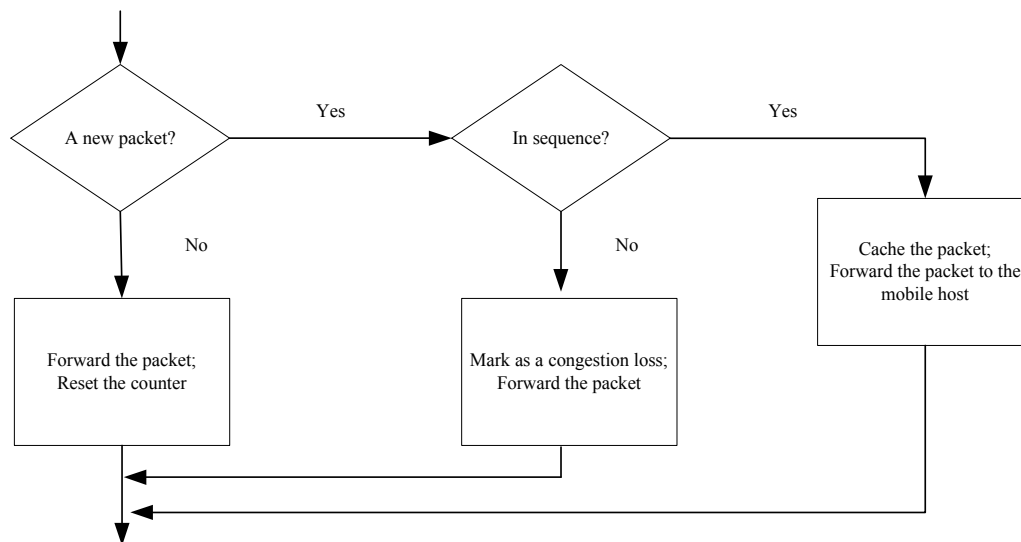 A new packet?
Yes
In sequence?
Yes
No
No
Cache the packet;
Forward the packet to the
mobile host
Forward the packet;
Reset the counter
Mark as a congestion loss;
Forward the packet